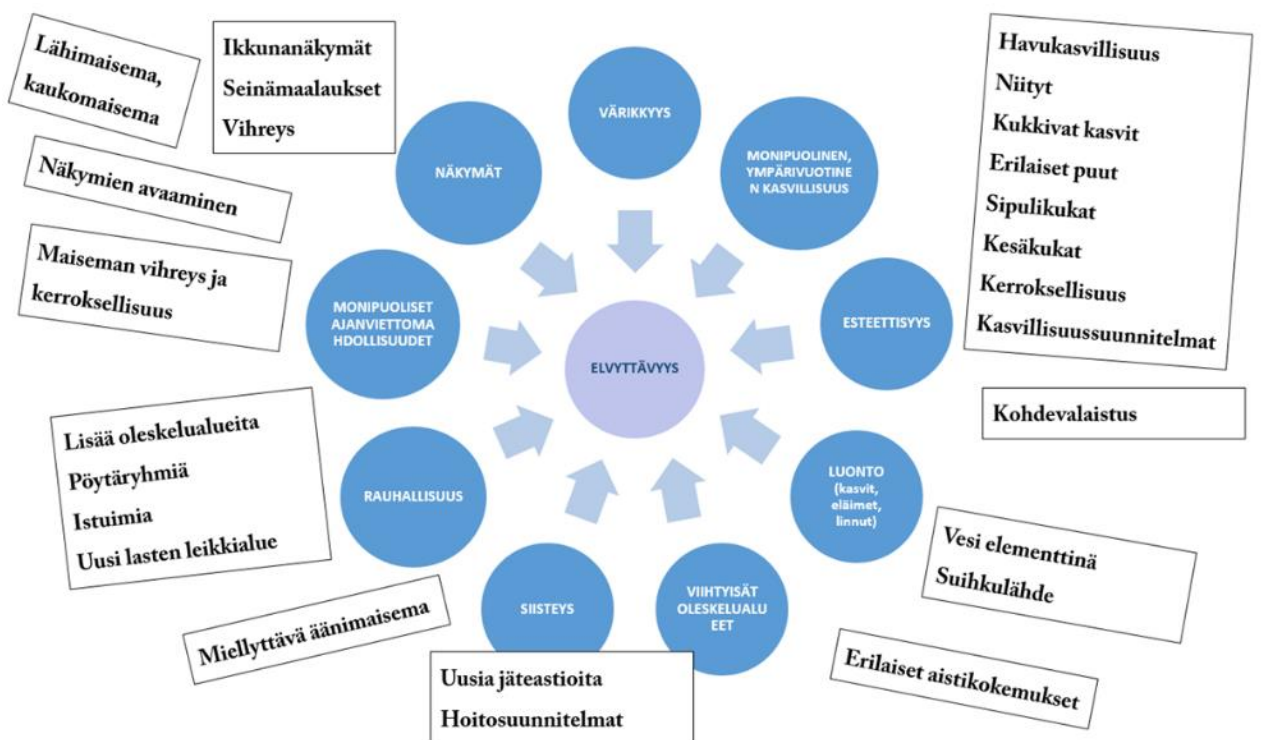 Lähimaisema,
kaukomaisema
Ikkunanäkymät
Seinämaalaukset
Vihreys
Näkymien avaaminen
Maiseman vihreys ja
kerroksellisuus
NÄKYMÄT
VÄRIKKYYS
MONIPUOLINEN,
YMPÄRIVUOTINE
N KASVILLISUUS
Havukasvillisuus
Niityt
Kukkivat kasvit
Erilaiset puut
Sipulikukat
Kesäkukat
Kerroksellisuus
Kasvillisuussuunnitelmat
MONIPUOLISET
AJANVIETTOMA
HDOLLISUUDET
ELVYTTÄVYYS
ESTEETTISYYS
Kohdevalaistus
Lisää oleskelualueita
Pöytäryhmiä
Istuimia
Uusi lasten leikkialue
RAUHALLISUUS
LUONTO
(kasvit,
eläimet,
linnut)
Vesi elementtinä
Suihkulähde
Miellyttävä äänimaisema
SIISTEYS
VIIHTYISÄT
OLESKELUALU
EET
Erilaiset aistikokemukset
Uusia jäteastioita
Hoitosuunnitelmat